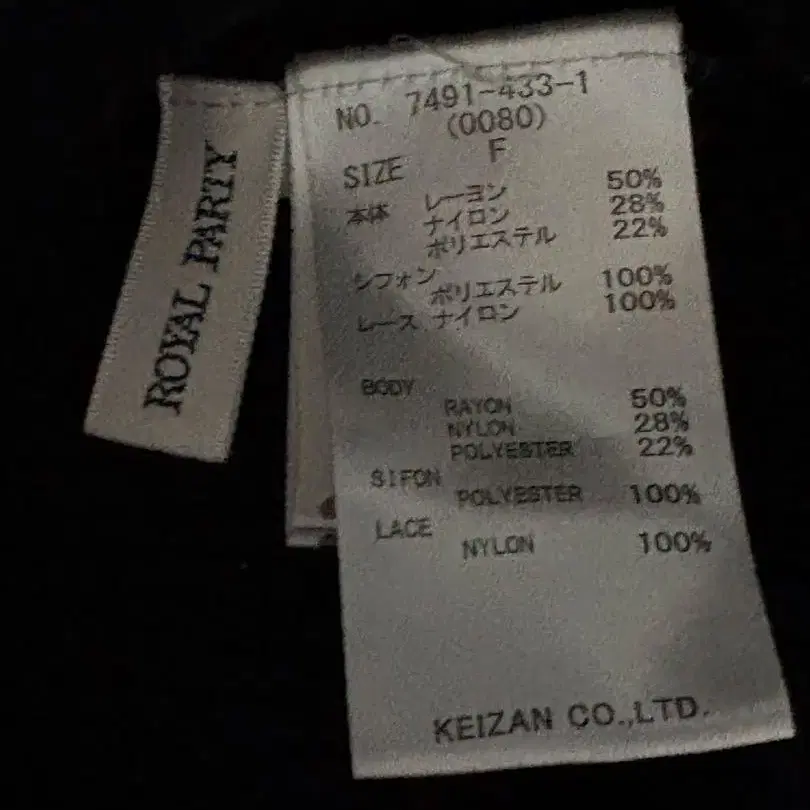 ROYAL PARTY
NO. 7491-433-1
(0080)
SIZE F
本体 レーヨン 50%
ナイロン 28%
ポリエステル 22%
シフォン ポリエステル 100%
レース ナイロン 100%
BODY
RAYON 50%
NYLON 28%
POLYESTER 22%
SIFON
POLYESTER 100%
LACE
NYLON 100%
KEIZAN CO.,LTD.